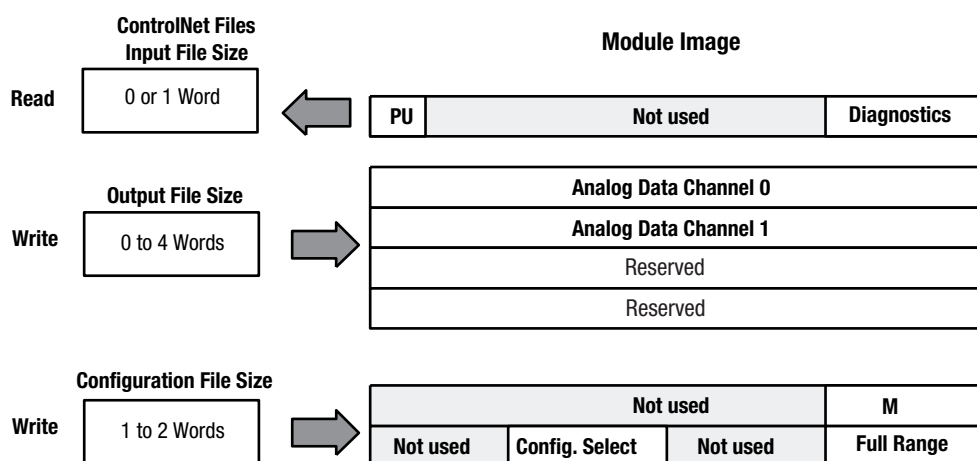 ControlNet Files
Input File Size
Module Image
Read
0 or 1 Word
PU
Not used
Diagnostics
Output File Size
Write
0 to 4 Words
Analog Data Channel 0
Analog Data Channel 1
Reserved
Reserved
Configuration File Size
Write
1 to 2 Words
Not used
M
Not used
Config. Select
Not used
Full Range